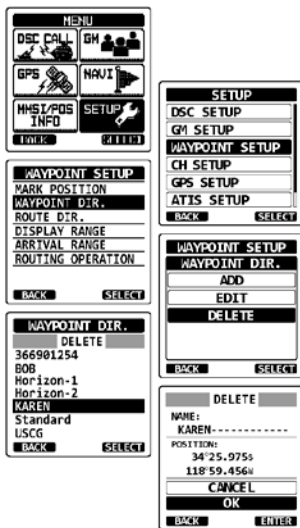 MENU
DSC CALL
GM
GPS
NAVI
MMSI/POS
INFO
SETUP
BACK
SELECT
SETUP
DSC SETUP
GM SETUP
WAYPOINT SETUP
CH SETUP
GPS SETUP
ATIS SETUP
BACK SELECT
WAYPOINT SETUP
MARK POSITION
WAYPOINT DIR.
ROUTE DIR.
DISPLAY RANGE
ARRIVAL RANGE
ROUTING OPERATION
BACK SELECT
WAYPOINT SETUP
WAYPOINT DIR.
ADD
EDIT
DELETE
BACK SELECT
WAYPOINT DIR.
DELETE
366901254
BOB
Horizon-1
Horizon-2
KAREN
Standard
USCG
BACK SELECT
DELETE
NAME:
KAREN------------
POSITION:
34°25.975S
118°59.456W
CANCEL
OK
BACK ENTER